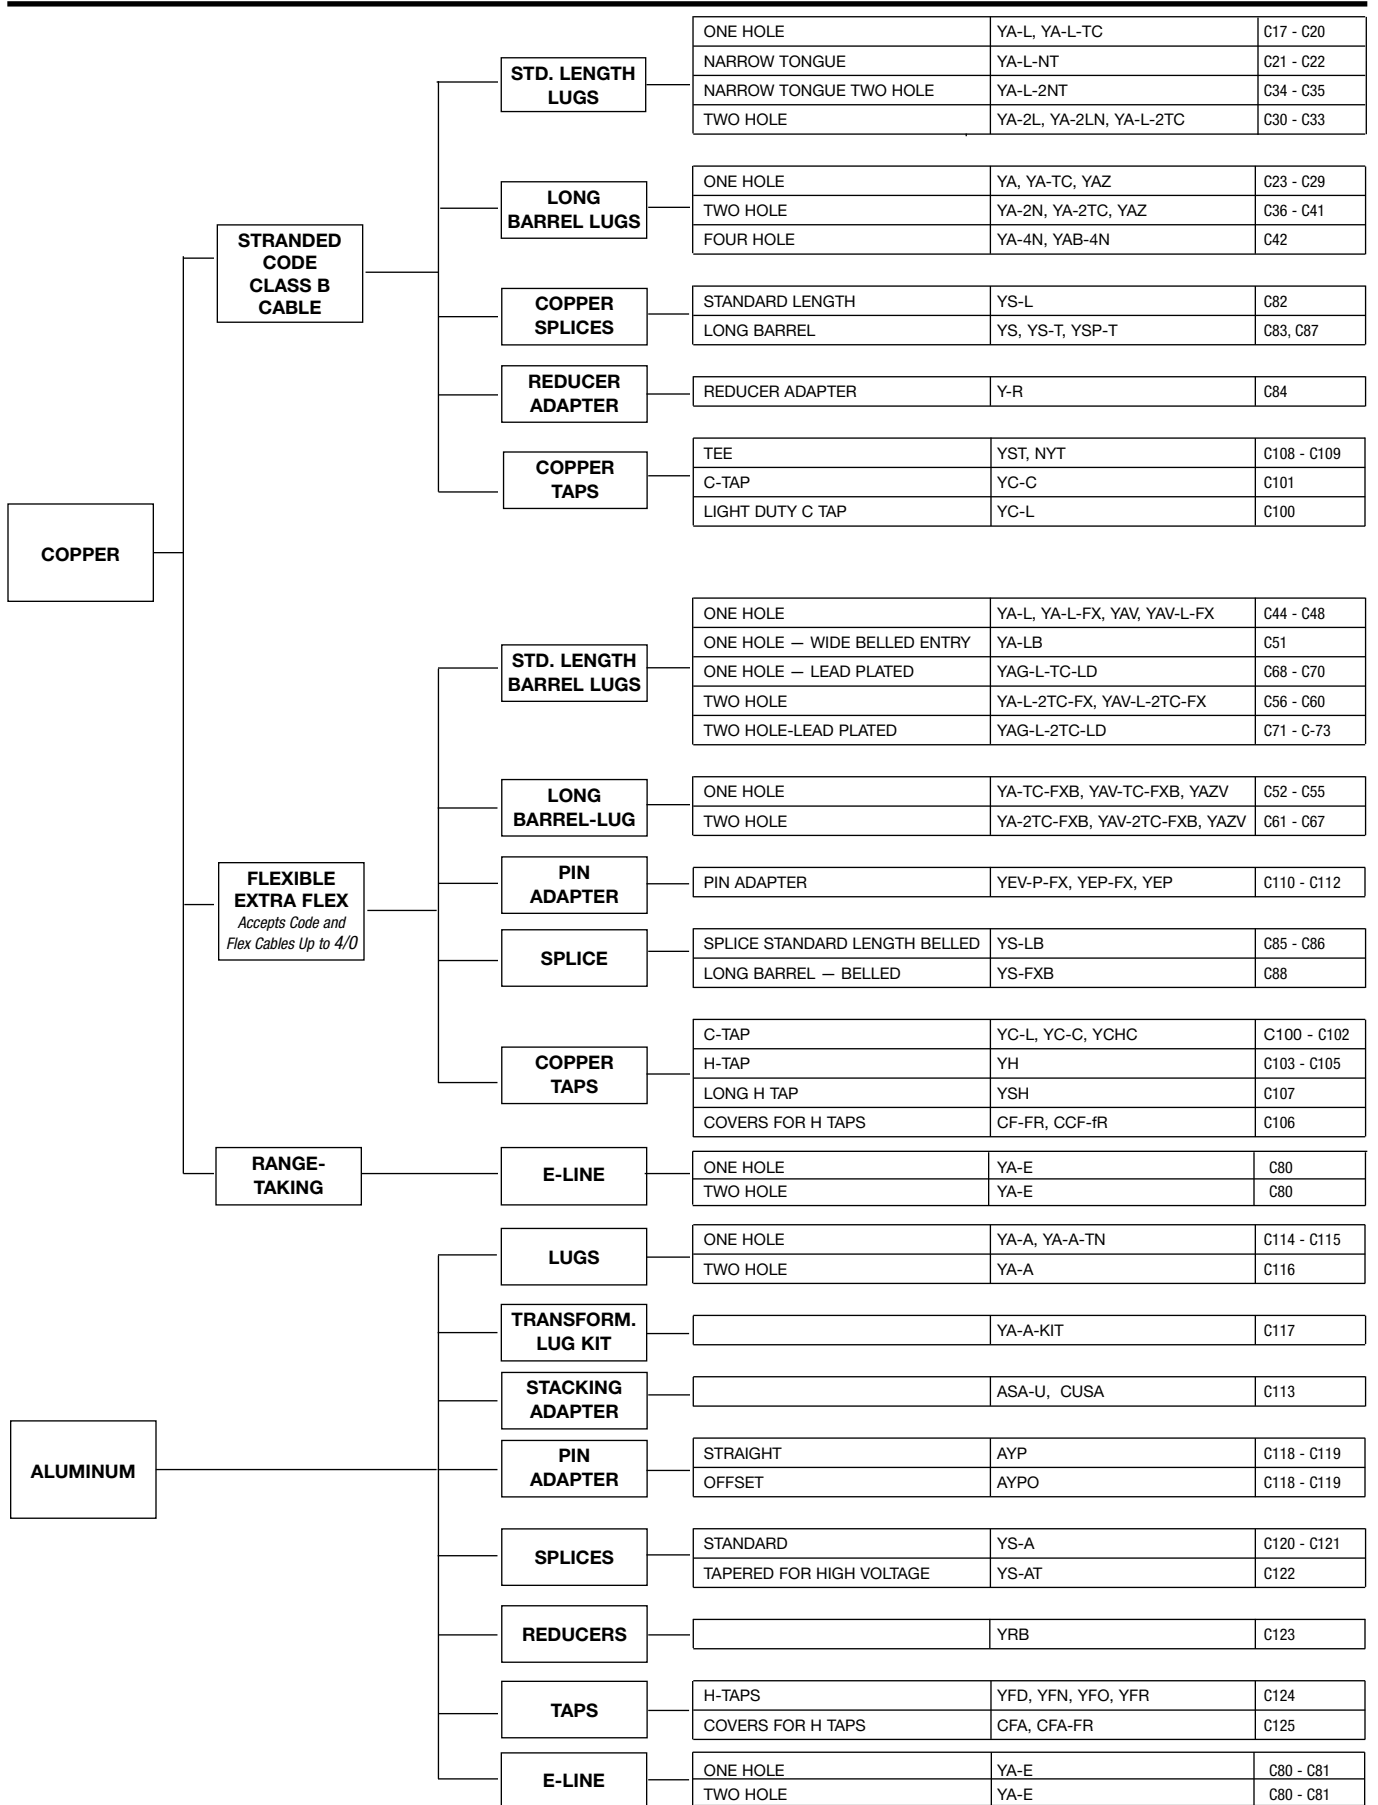 ONE HOLE YA-L, YA-L-TC C17 - C20
STD. LENGTH
LUGS
NARROW TONGUE YA-L-NT C21 - C22
NARROW TONGUE TWO HOLE YA-L-2NT C34 - C35
TWO HOLE YA-2L, YA-2LN, YA-L-2TC C30 - C33
LONG
BARREL LUGS
ONE HOLE YA, YA-TC, YAZ C23 - C29
TWO HOLE YA-2N, YA-2TC, YAZ C36 - C41
FOUR HOLE YA-4N, YAB-4N C42
STRANDED
CODE
CLASS B
CABLE
COPPER
SPLICES
STANDARD LENGTH YS-L C82
LONG BARREL YS, YS-T, YSP-T C83, C87
REDUCER
ADAPTER
REDUCER ADAPTER Y-R C84
COPPER
TAPS
TEE YST, NYT C108 - C109
C-TAP YC-C C101
LIGHT DUTY C TAP YC-L C100
COPPER
STD. LENGTH
BARREL LUGS
ONE HOLE YA-L, YA-L-FX, YAV, YAV-L-FX C44 - C48
ONE HOLE — WIDE BELLED ENTRY YA-LB C51
ONE HOLE — LEAD PLATED YAG-L-TC-LD C68 - C70
TWO HOLE YA-L-2TC-FX, YAV-L-2TC-FX C56 - C60
TWO HOLE-LEAD PLATED YAG-L-2TC-LD C71 - C-73
LONG
BARREL-LUG
ONE HOLE YA-TC-FXB, YAV-TC-FXB, YAZV C52 - C55
TWO HOLE YA-2TC-FXB, YAV-2TC-FXB, YAZV C61 - C67
FLEXIBLE
EXTRA FLEX
Accepts Code and
Flex Cables Up to 4/0
PIN
ADAPTER
PIN ADAPTER YEV-P-FX, YEP-FX, YEP C110 - C112
SPLICE
SPLICE STANDARD LENGTH BELLED YS-LB C85 - C86
LONG BARREL — BELLED YS-FXB C88
COPPER
TAPS
C-TAP YC-L, YC-C, YCHC C100 - C102
H-TAP YH C103 - C105
LONG H TAP YSH C107
COVERS FOR H TAPS CF-FR, CCF-fR C106
RANGE-
TAKING
E-LINE
ONE HOLE YA-E C80
TWO HOLE YA-E C80
LUGS
ONE HOLE YA-A, YA-A-TN C114 - C115
TWO HOLE YA-A C116
TRANSFORM.
LUG KIT
YA-A-KIT C117
STACKING
ADAPTER
ASA-U, CUSA C113
ALUMINUM
PIN
ADAPTER
STRAIGHT AYP C118 - C119
OFFSET AYPO C118 - C119
SPLICES
STANDARD YS-A C120 - C121
TAPERED FOR HIGH VOLTAGE YS-AT C122
REDUCERS
YRB C123
TAPS
H-TAPS YFD, YFN, YFO, YFR C124
COVERS FOR H TAPS CFA, CFA-FR C125
E-LINE
ONE HOLE YA-E C80 - C81
TWO HOLE YA-E C80 - C81